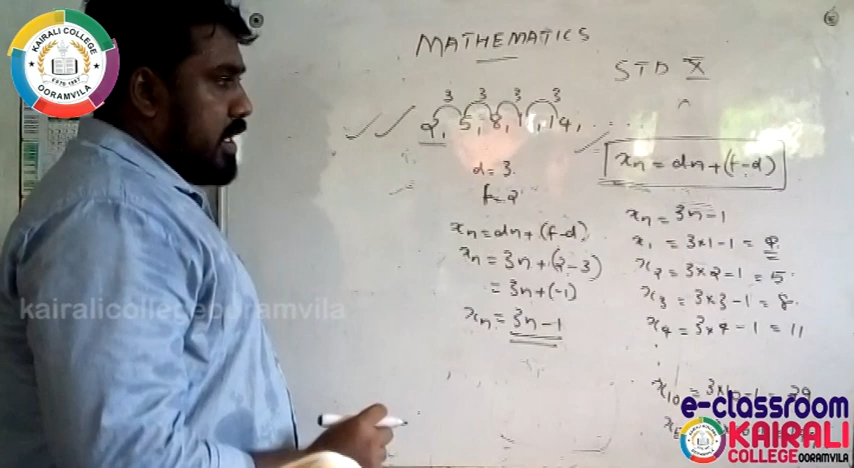 KAIRALI COLLEGE
ESTD 1987
OORAMVILA
MATHEMATICS
STD X
3 3 3 3
2, 5, 8, 11, 14, ....
d = 3
f = 2
xn = dn + (f - d)
xn = 3n + (2 - 3)
= 3n + (-1)
xn = 3n - 1
xn = dn + (f - d)
xn = 3n - 1
x1 = 3 × 1 - 1 = 2
x2 = 3 × 2 - 1 = 5
x3 = 3 × 3 - 1 = 8
x4 = 3 × 4 - 1 = 11
x10 = 3 × 10 - 1 = 29
kairalicollegeooramvila
e-classroom
KAIRALI
COLLEGE OORAMVILA